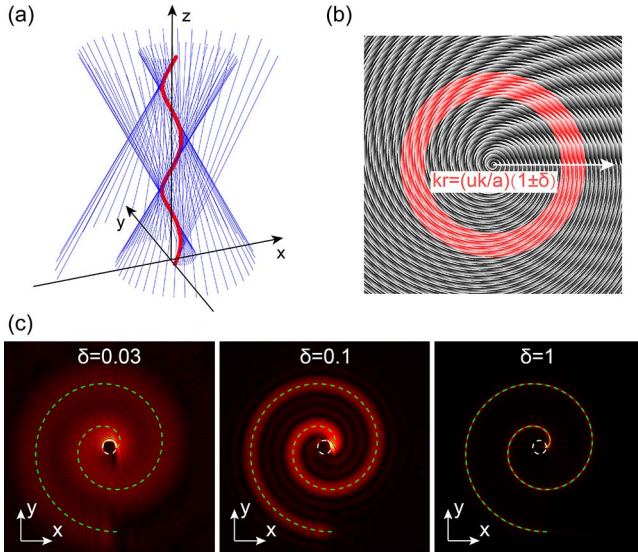 (a)
z
y
x
(b)
kr=(uk/a)(1±δ)
(c)
δ=0.03
δ=0.1
δ=1
y
x
y
x
y
x